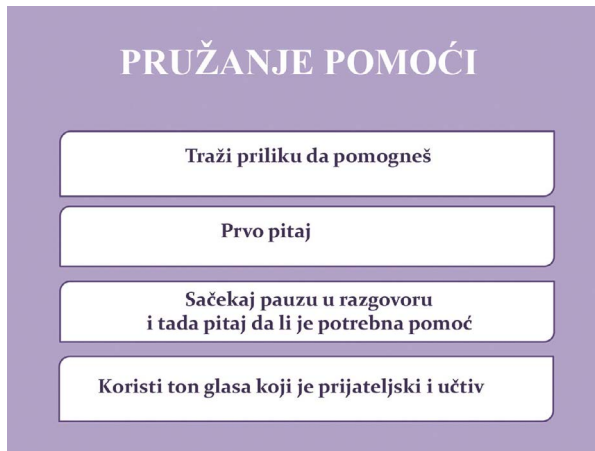 PRUŽANJE POMOĆI
Traži priliku da pomogneš
Prvo pitaj
Sačekaj pauzu u razgovoru
i tada pitaj da li je potrebna pomoć
Koristi ton glasa koji je prijateljski i učtiv